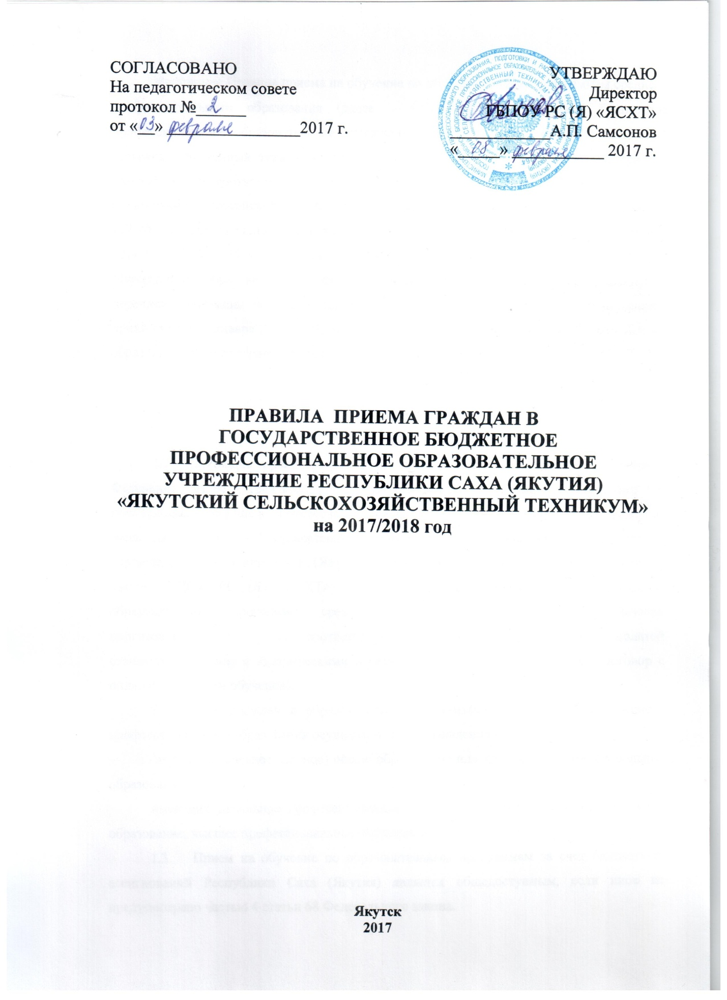 СОГЛАСОВАНО
На педагогическом совете
протокол № 2
от «03» февраля 2017 г.
УТВЕРЖДАЮ
Директор
ГБПОУ РС (Я) «ЯСХТ»
А.П. Самсонов
«08» февраля 2017 г.
ПРАВИЛА ПРИЕМА ГРАЖДАН В
ГОСУДАРСТВЕННОЕ БЮДЖЕТНОЕ
ПРОФЕССИОНАЛЬНОЕ ОБРАЗОВАТЕЛЬНОЕ
УЧРЕЖДЕНИЕ РЕСПУБЛИКИ САХА (ЯКУТИЯ)
«ЯКУТСКИЙ СЕЛЬСКОХОЗЯЙСТВЕННЫЙ ТЕХНИКУМ»
на 2017/2018 год
Якутск
2017